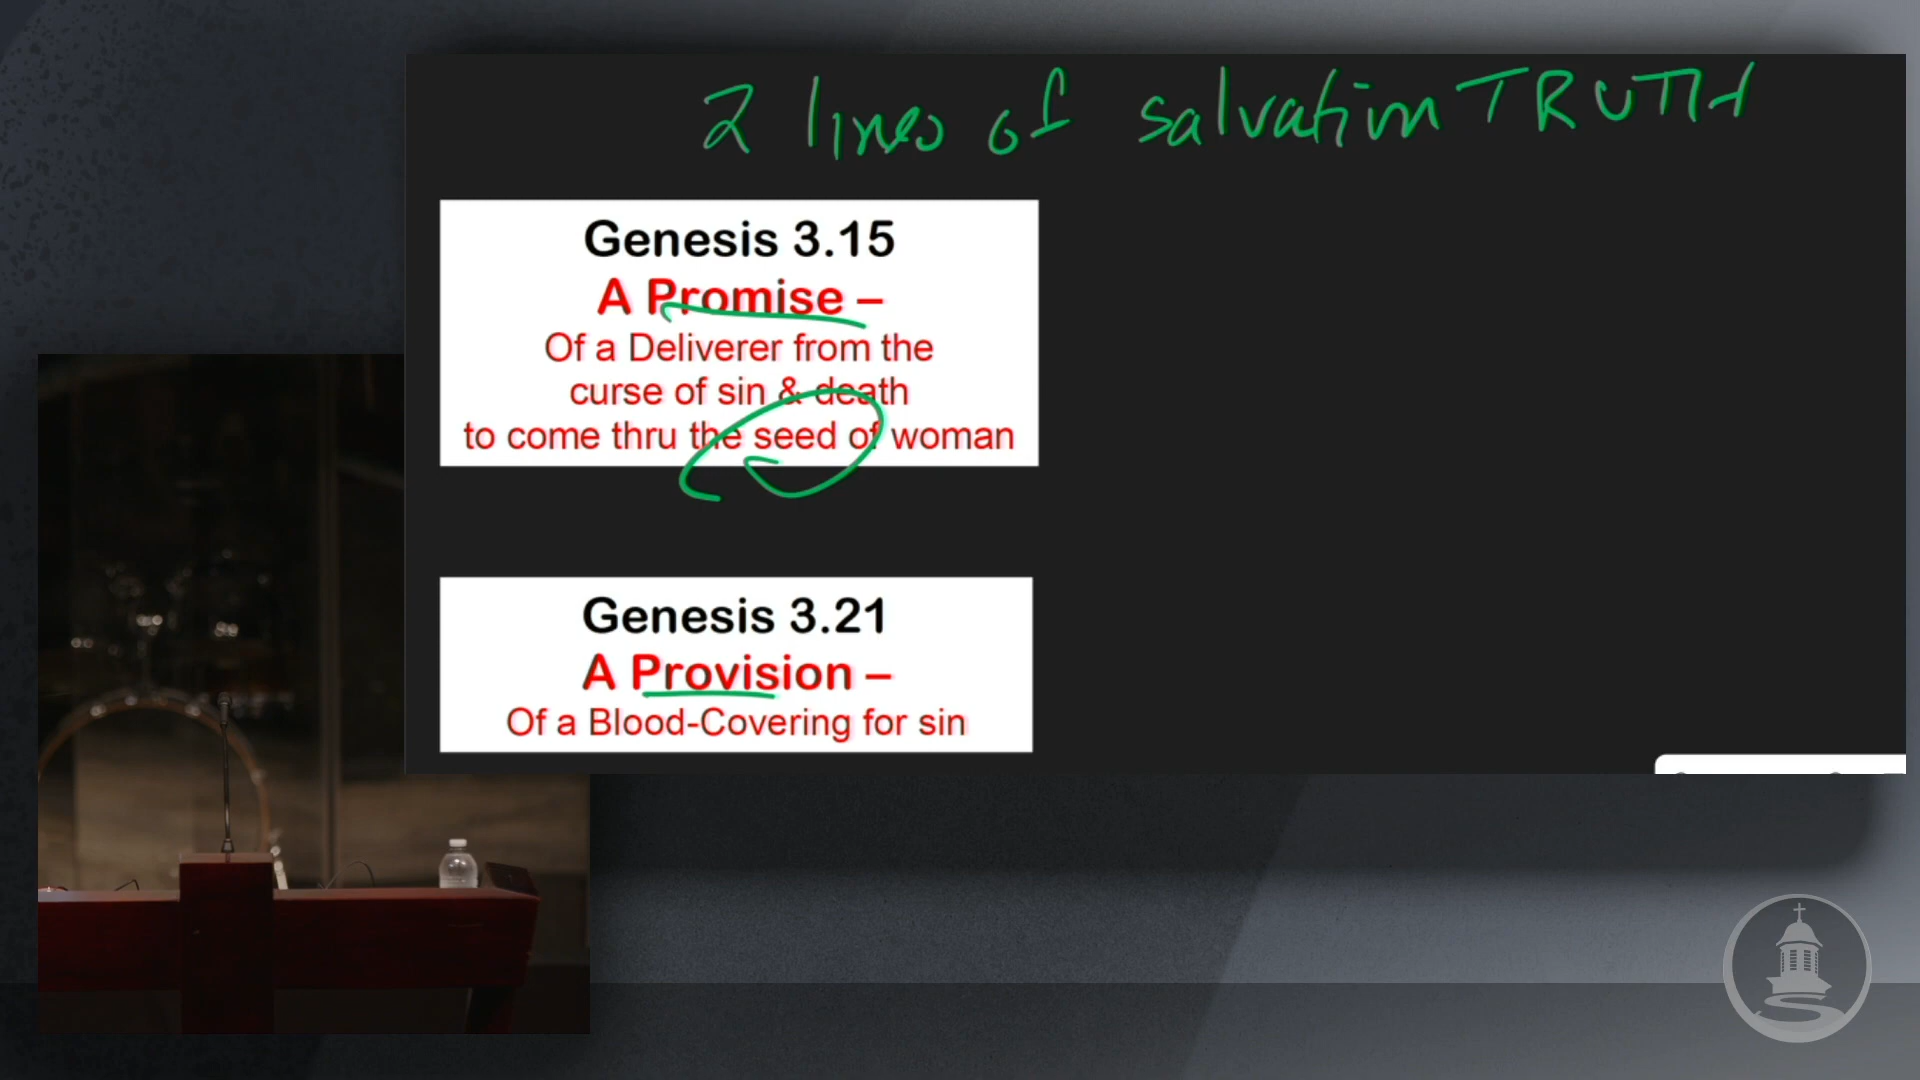 2 lines of salvation TRUTH
Genesis 3.15
A Promise –
Of a Deliverer from the
curse of sin & death
to come thru the seed of woman
Genesis 3.21
A Provision –
Of a Blood-Covering for sin